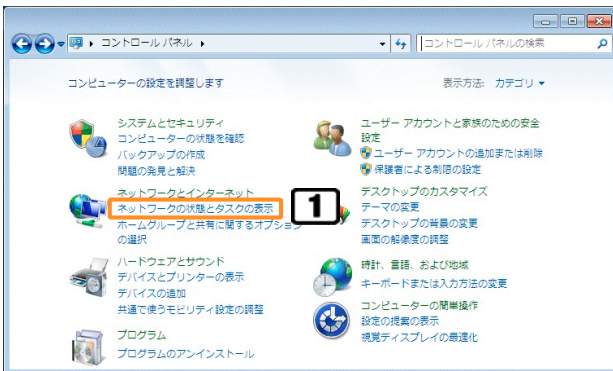 コントロール パネル
コントロール パネルの検索
コンピューターの設定を調整します
表示方法: カテゴリ
システムとセキュリティ
コンピューターの状態を確認
バックアップの作成
問題の発見と解決
ネットワークとインターネット
ネットワークの状態とタスクの表示
1
ホームグループと共有に関するオプション
の選択
ハードウェアとサウンド
デバイスとプリンターの表示
デバイスの追加
共通で使うモビリティ設定の調整
プログラム
プログラムのアンインストール
ユーザー アカウントと家族のための安全
設定
ユーザー アカウントの追加または削除
保護者による制限の設定
デスクトップのカスタマイズ
テーマの変更
デスクトップの背景の変更
画面の解像度の調整
時計、言語、および地域
キーボードまたは入力方法の変更
コンピューターの簡単操作
設定の提案の表示
視覚ディスプレイの最適化